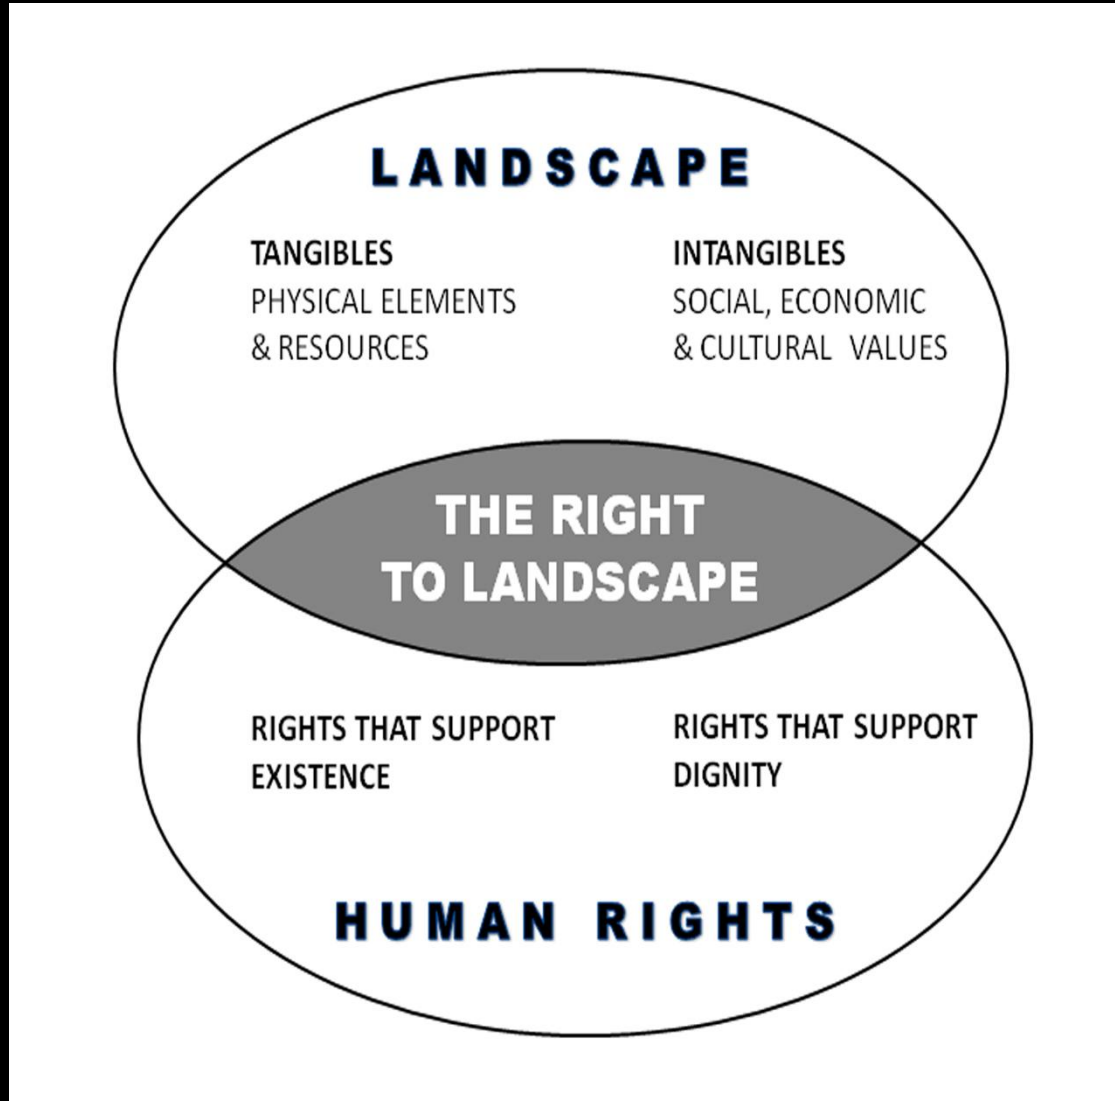 LANDSCAPE
TANGIBLES
PHYSICAL ELEMENTS
& RESOURCES
INTANGIBLES
SOCIAL, ECONOMIC
& CULTURAL VALUES
THE RIGHT
TO LANDSCAPE
RIGHTS THAT SUPPORT
EXISTENCE
RIGHTS THAT SUPPORT
DIGNITY
HUMAN RIGHTS